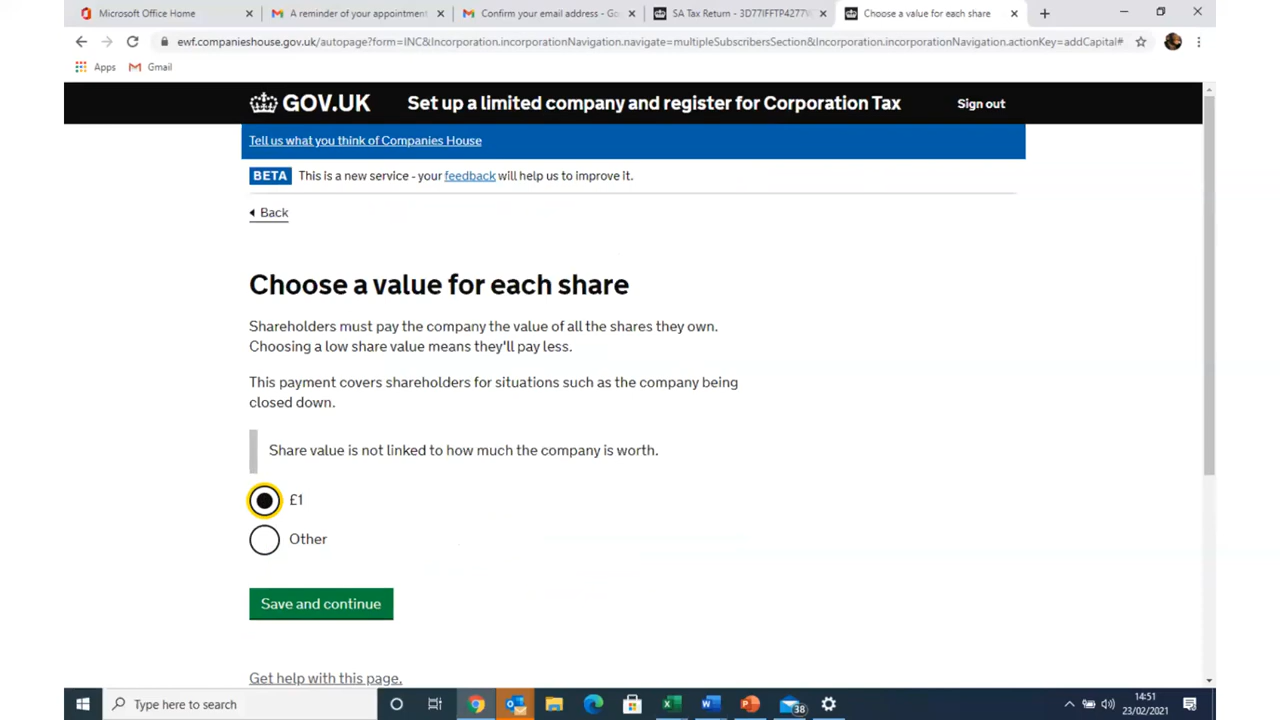 Microsoft Office Home
A reminder of your appointment
Confirm your email address - Go
SA Tax Return - 3D77IFFTP4277V
Choose a value for each share
ewf.companieshouse.gov.uk/autopage?form=INC&Incorporation.incorporationNavigation.navigate=multipleSubscribersSection&Incorporation.incorporationNavigation.actionKey=addCapital#
Apps
Gmail
GOV.UK
Set up a limited company and register for Corporation Tax
Sign out
Tell us what you think of Companies House
BETA
This is a new service - your feedback will help us to improve it.
Back
Choose a value for each share
Shareholders must pay the company the value of all the shares they own.
Choosing a low share value means they'll pay less.
This payment covers shareholders for situations such as the company being
closed down.
Share value is not linked to how much the company is worth.
£1
Other
Save and continue
Get help with this page.
Type here to search
38
14:51
23/02/2021